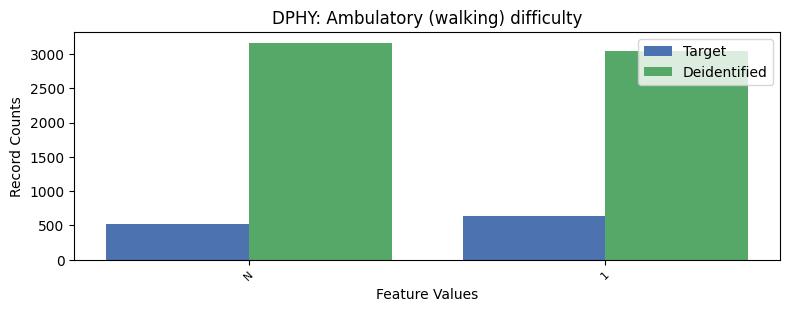 DPHY: Ambulatory (walking) difficulty
Target
Deidentified
Record Counts
3000
2500
2000
1500
1000
500
0
N
1
Feature Values